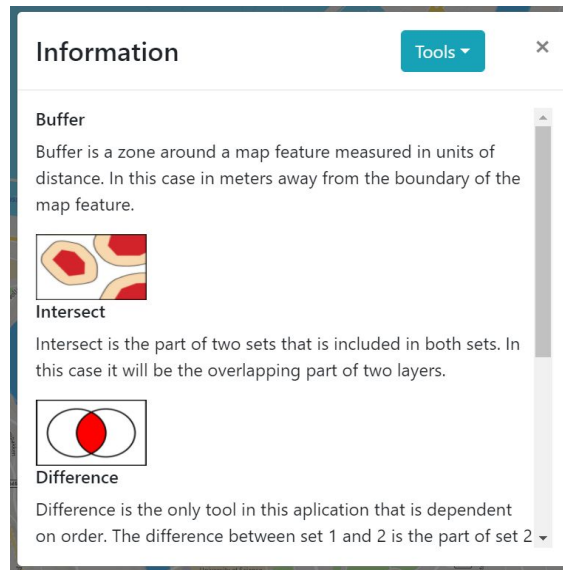 Information
Tools
×
Buffer
Buffer is a zone around a map feature measured in units of
distance. In this case in meters away from the boundary of the
map feature.
Intersect
Intersect is the part of two sets that is included in both sets. In
this case it will be the overlapping part of two layers.
Difference
Difference is the only tool in this aplication that is dependent
on order. The difference between set 1 and 2 is the part of set 2